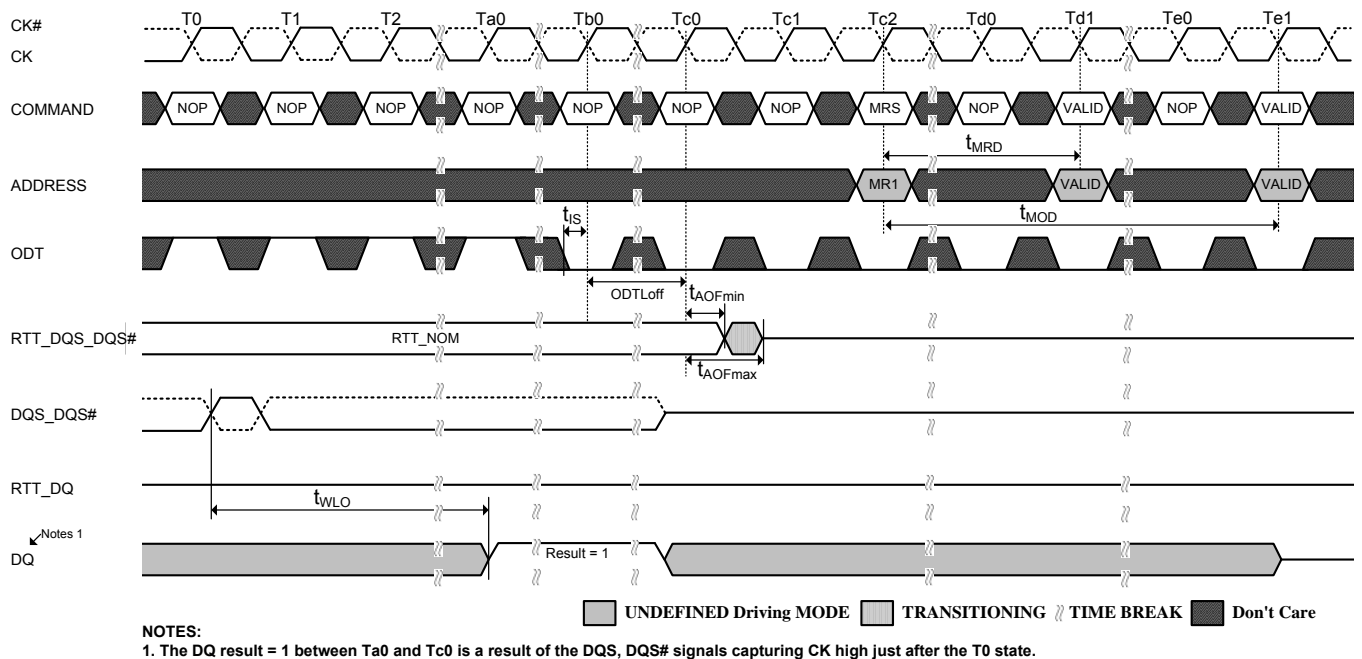 T0 T1 T2 Ta0 Tb0 Tc0 Tc1 Tc2 Td0 Td1 Te0 Te1
CK#
CK
COMMAND NOP NOP NOP NOP NOP NOP NOP MRS NOP VALID NOP VALID
tMRD
ADDRESS MR1 VALID VALID
tIS tMOD
ODT
ODTLoff tAOFmin
RTT_DQS_DQS# RTT_NOM
tAOFmax
DQS_DQS#
RTT_DQ
tWLO
Notes 1
DQ Result = 1
UNDEFINED Driving MODE TRANSITIONING TIME BREAK Don't Care
NOTES:
1. The DQ result = 1 between Ta0 and Tc0 is a result of the DQS, DQS# signals capturing CK high just after the T0 state.